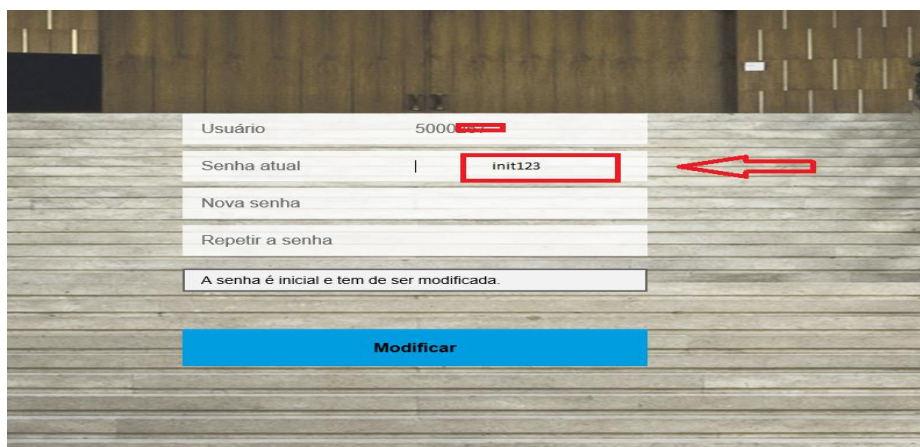 Usuário 5000
Senha atual init123
Nova senha
Repetir a senha
A senha é inicial e tem de ser modificada.
Modificar